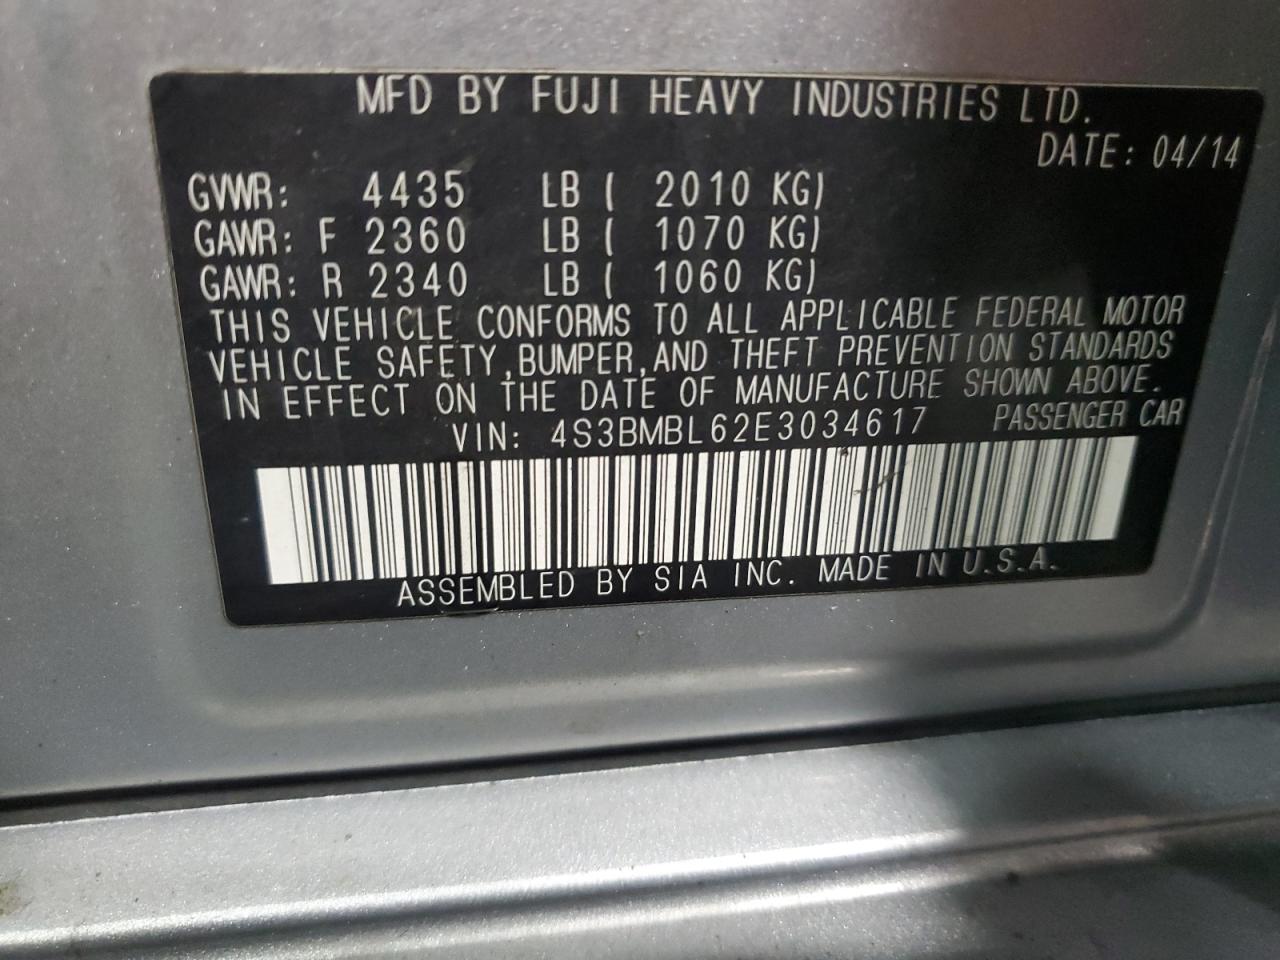 MFD BY FUJI HEAVY INDUSTRIES LTD.
DATE: 04/14
GVWR: 4435 LB ( 2010 KG)
GAWR: F 2360 LB ( 1070 KG)
GAWR: R 2340 LB ( 1060 KG)
THIS VEHICLE CONFORMS TO ALL APPLICABLE FEDERAL MOTOR
VEHICLE SAFETY,BUMPER,AND THEFT PREVENTION STANDARDS
IN EFFECT ON THE DATE OF MANUFACTURE SHOWN ABOVE.
VIN: 4S3BMBL62E3034617 PASSENGER CAR
ASSEMBLED BY SIA INC. MADE IN U.S.A.